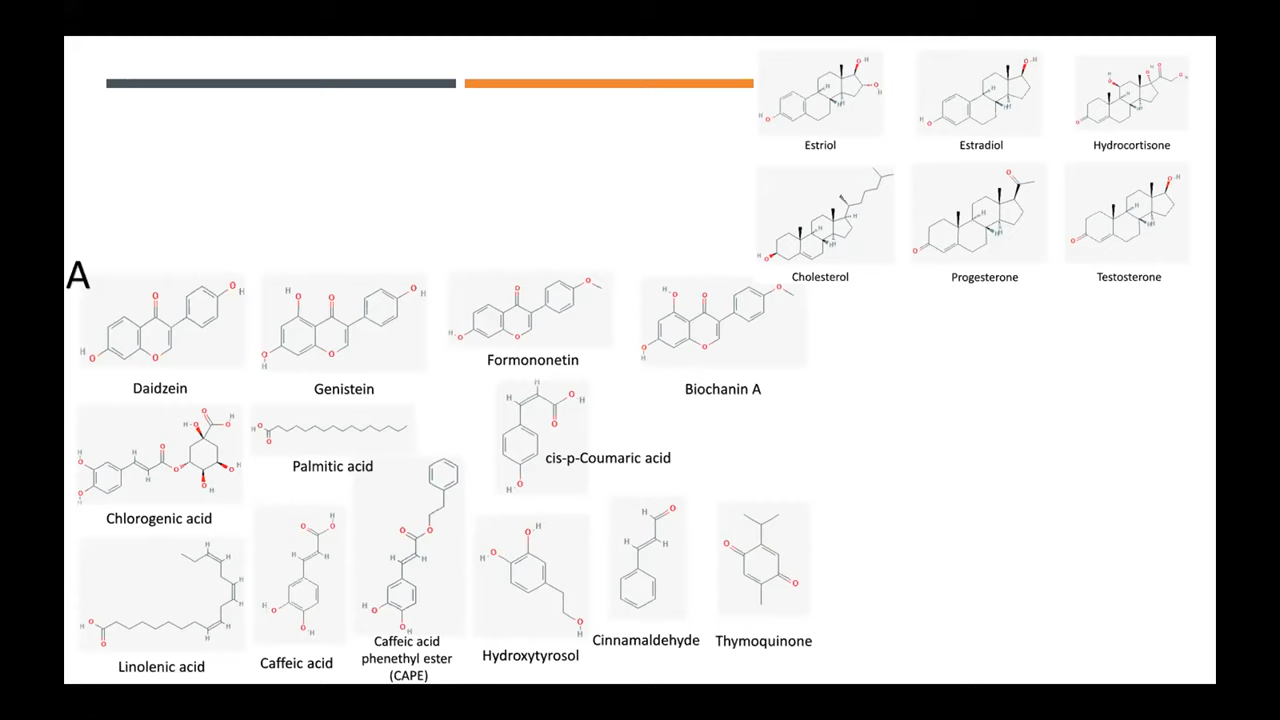 Estriol
Estradiol
Hydrocortisone
Cholesterol
Progesterone
Testosterone
A
Daidzein
Genistein
Formononetin
Biochanin A
Chlorogenic acid
Palmitic acid
cis-p-Coumaric acid
Linolenic acid
Caffeic acid
Caffeic acid
phenethyl ester
(CAPE)
Hydroxytyrosol
Cinnamaldehyde
Thymoquinone